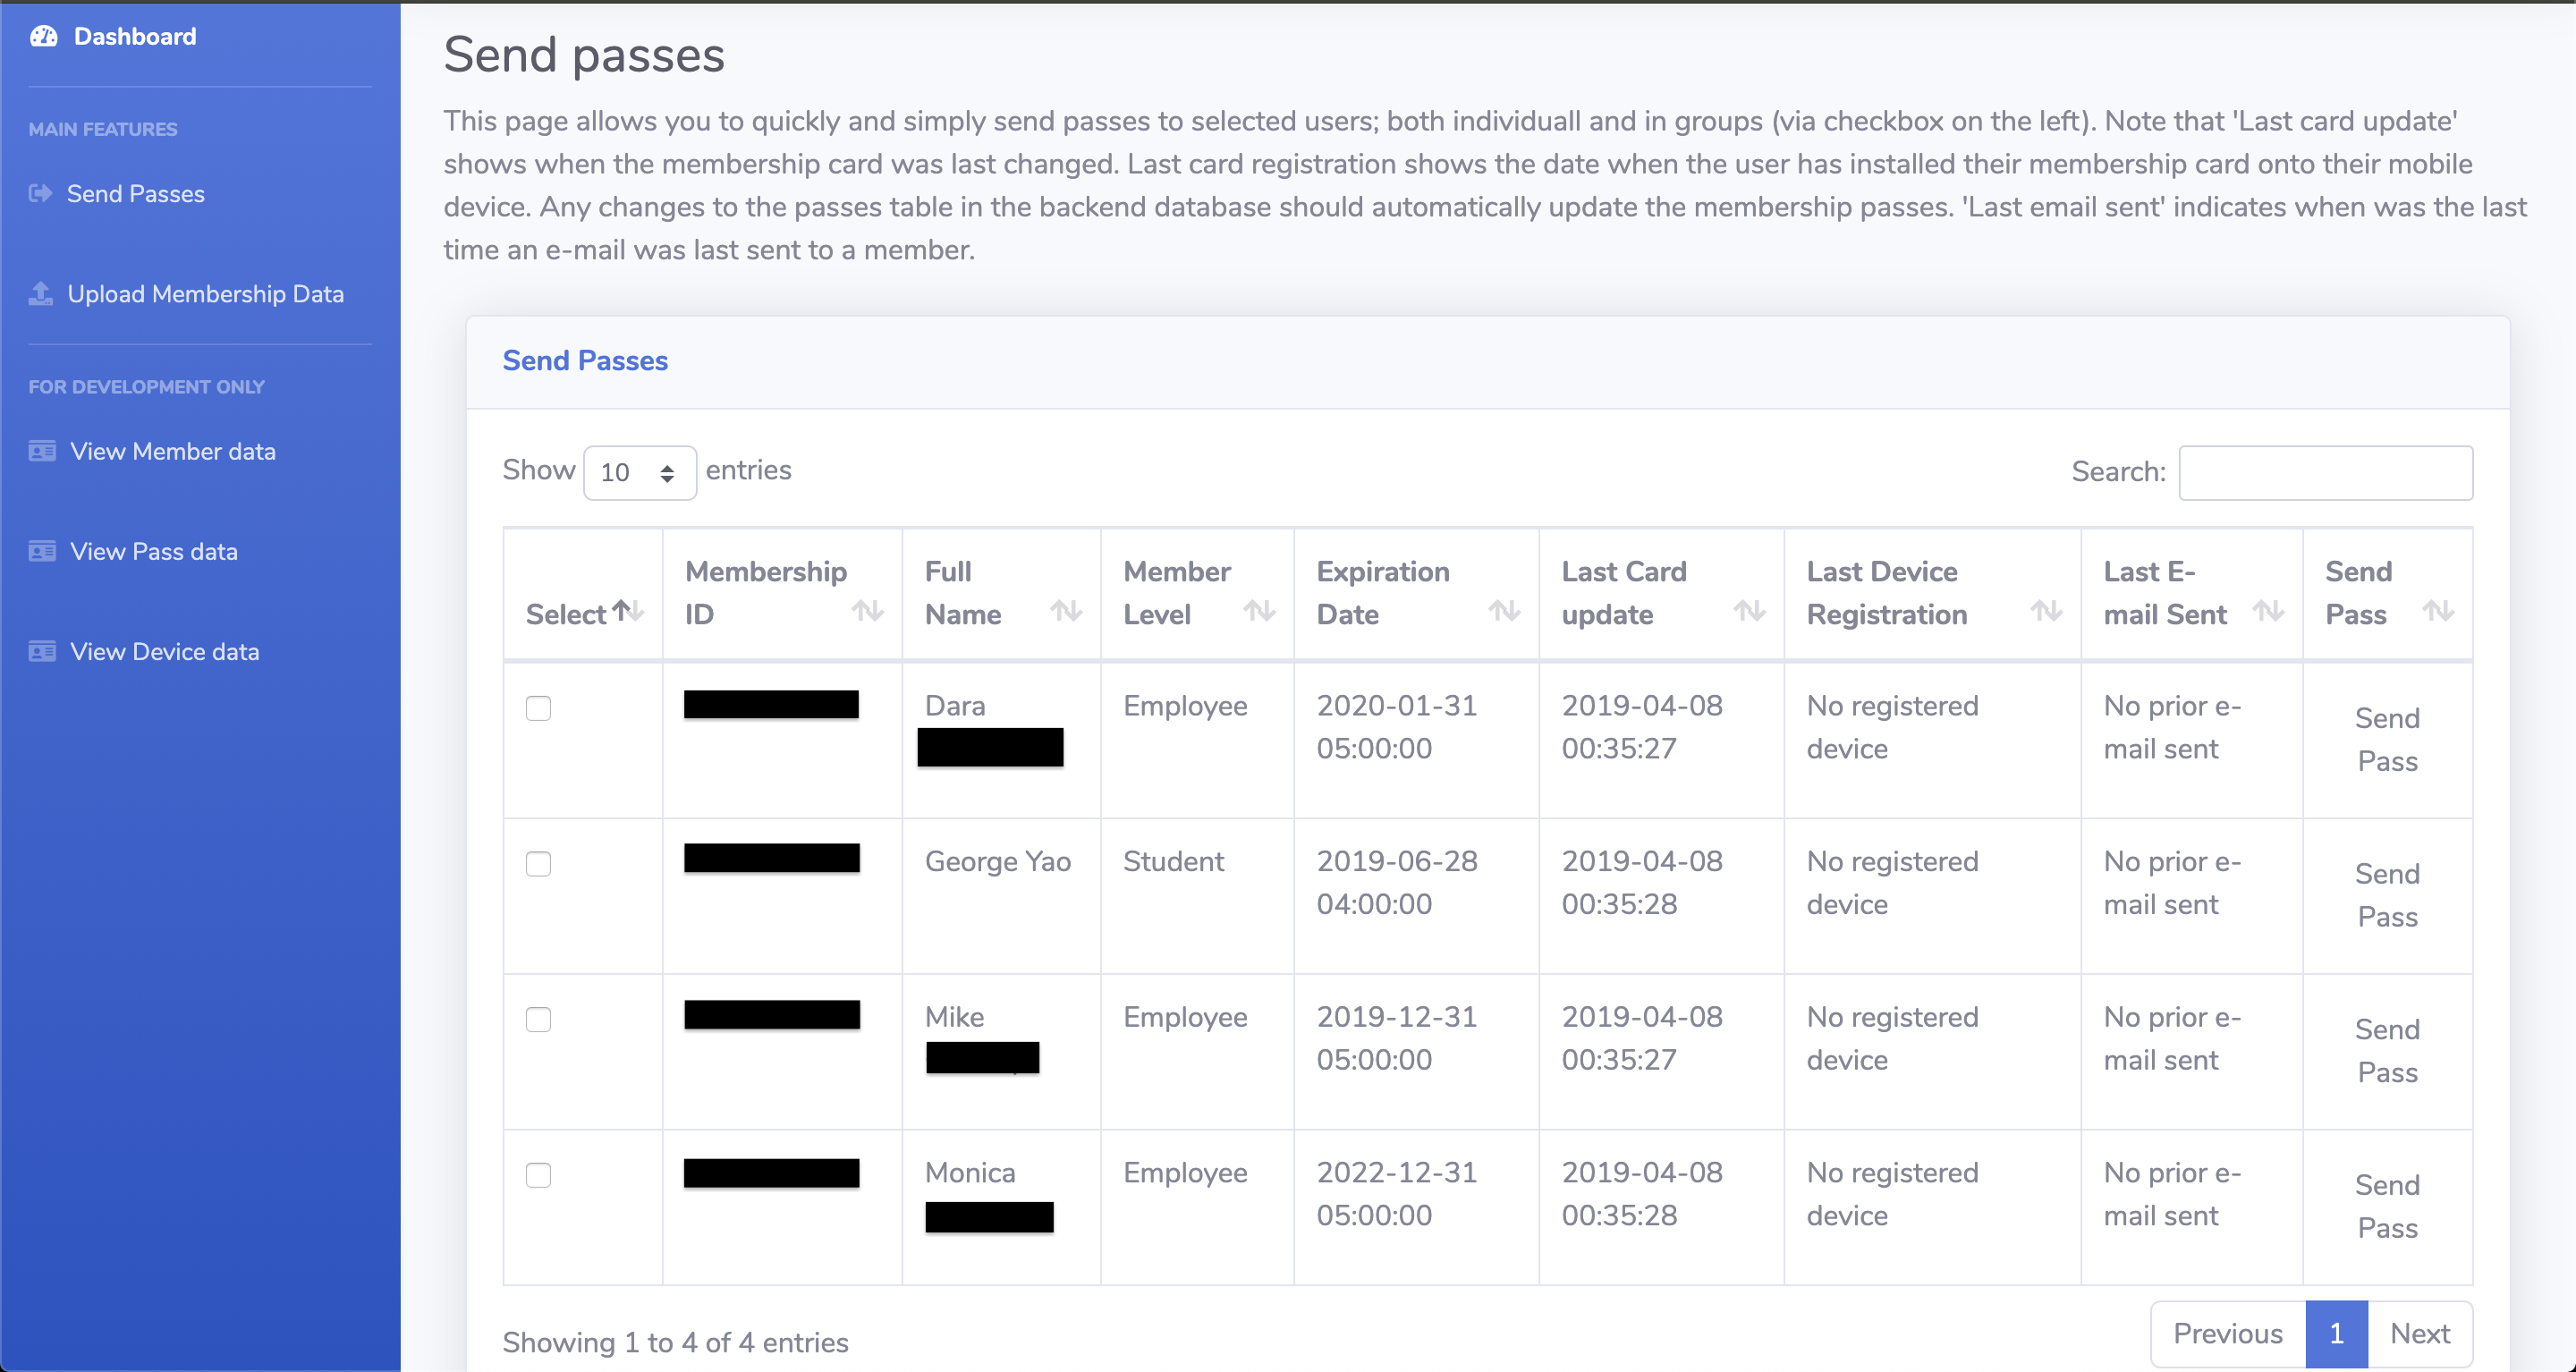 Dashboard
MAIN FEATURES
Send Passes
Upload Membership Data
FOR DEVELOPMENT ONLY
View Member data
View Pass data
View Device data
Send passes
This page allows you to quickly and simply send passes to selected users; both individuall and in groups (via checkbox on the left). Note that 'Last card update'
shows when the membership card was last changed. Last card registration shows the date when the user has installed their membership card onto their mobile
device. Any changes to the passes table in the backend database should automatically update the membership passes. 'Last email sent' indicates when was the last
time an e-mail was last sent to a member.
Send Passes
Show 10 entries
Search:
Select
Membership
ID
Full
Name
Member
Level
Expiration
Date
Last Card
update
Last Device
Registration
Last E-
mail Sent
Send
Pass
Dara
Employee
2020-01-31
05:00:00
2019-04-08
00:35:27
No registered
device
No prior e-
mail sent
Send
Pass
George Yao
Student
2019-06-28
04:00:00
2019-04-08
00:35:28
No registered
device
No prior e-
mail sent
Send
Pass
Mike
Employee
2019-12-31
05:00:00
2019-04-08
00:35:27
No registered
device
No prior e-
mail sent
Send
Pass
Monica
Employee
2022-12-31
05:00:00
2019-04-08
00:35:28
No registered
device
No prior e-
mail sent
Send
Pass
Showing 1 to 4 of 4 entries
Previous 1 Next